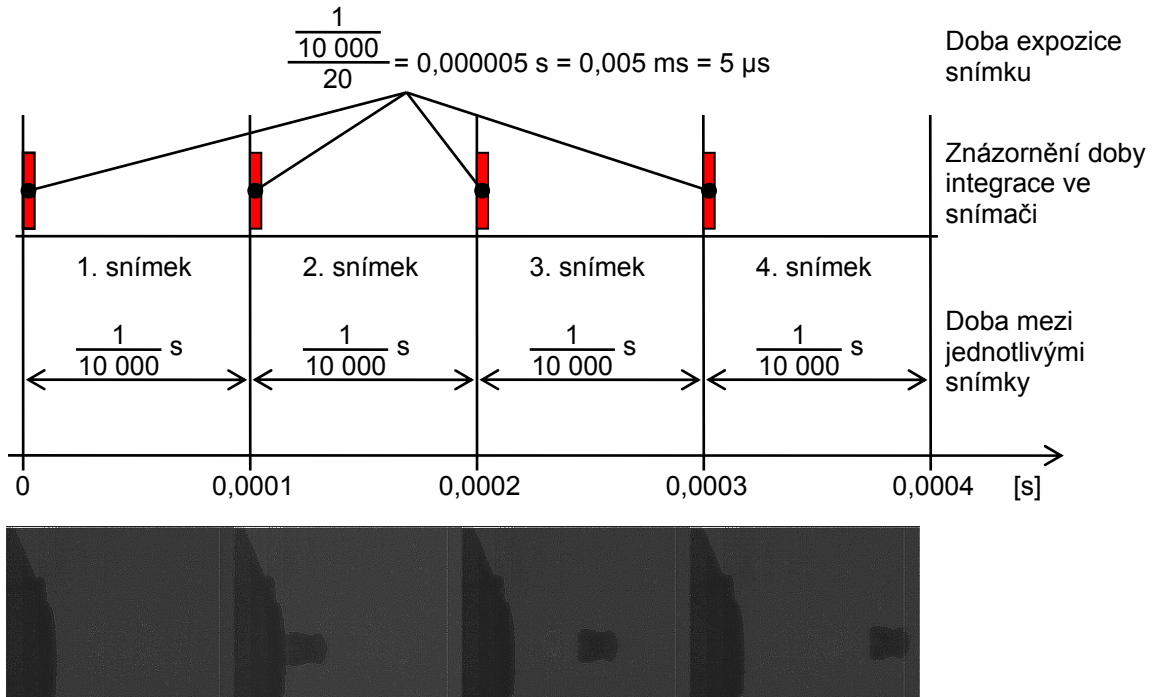 1
10 000
20
= 0,000005 s = 0,005 ms = 5 µs
Doba expozice
snímku
Znázornění doby
integrace ve
snímači
1. snímek 2. snímek 3. snímek 4. snímek
1 1 1 1
10 000 s 10 000 s 10 000 s 10 000 s
Doba mezi
jednotlivými
snímky
0 0,0001 0,0002 0,0003 0,0004 [s]